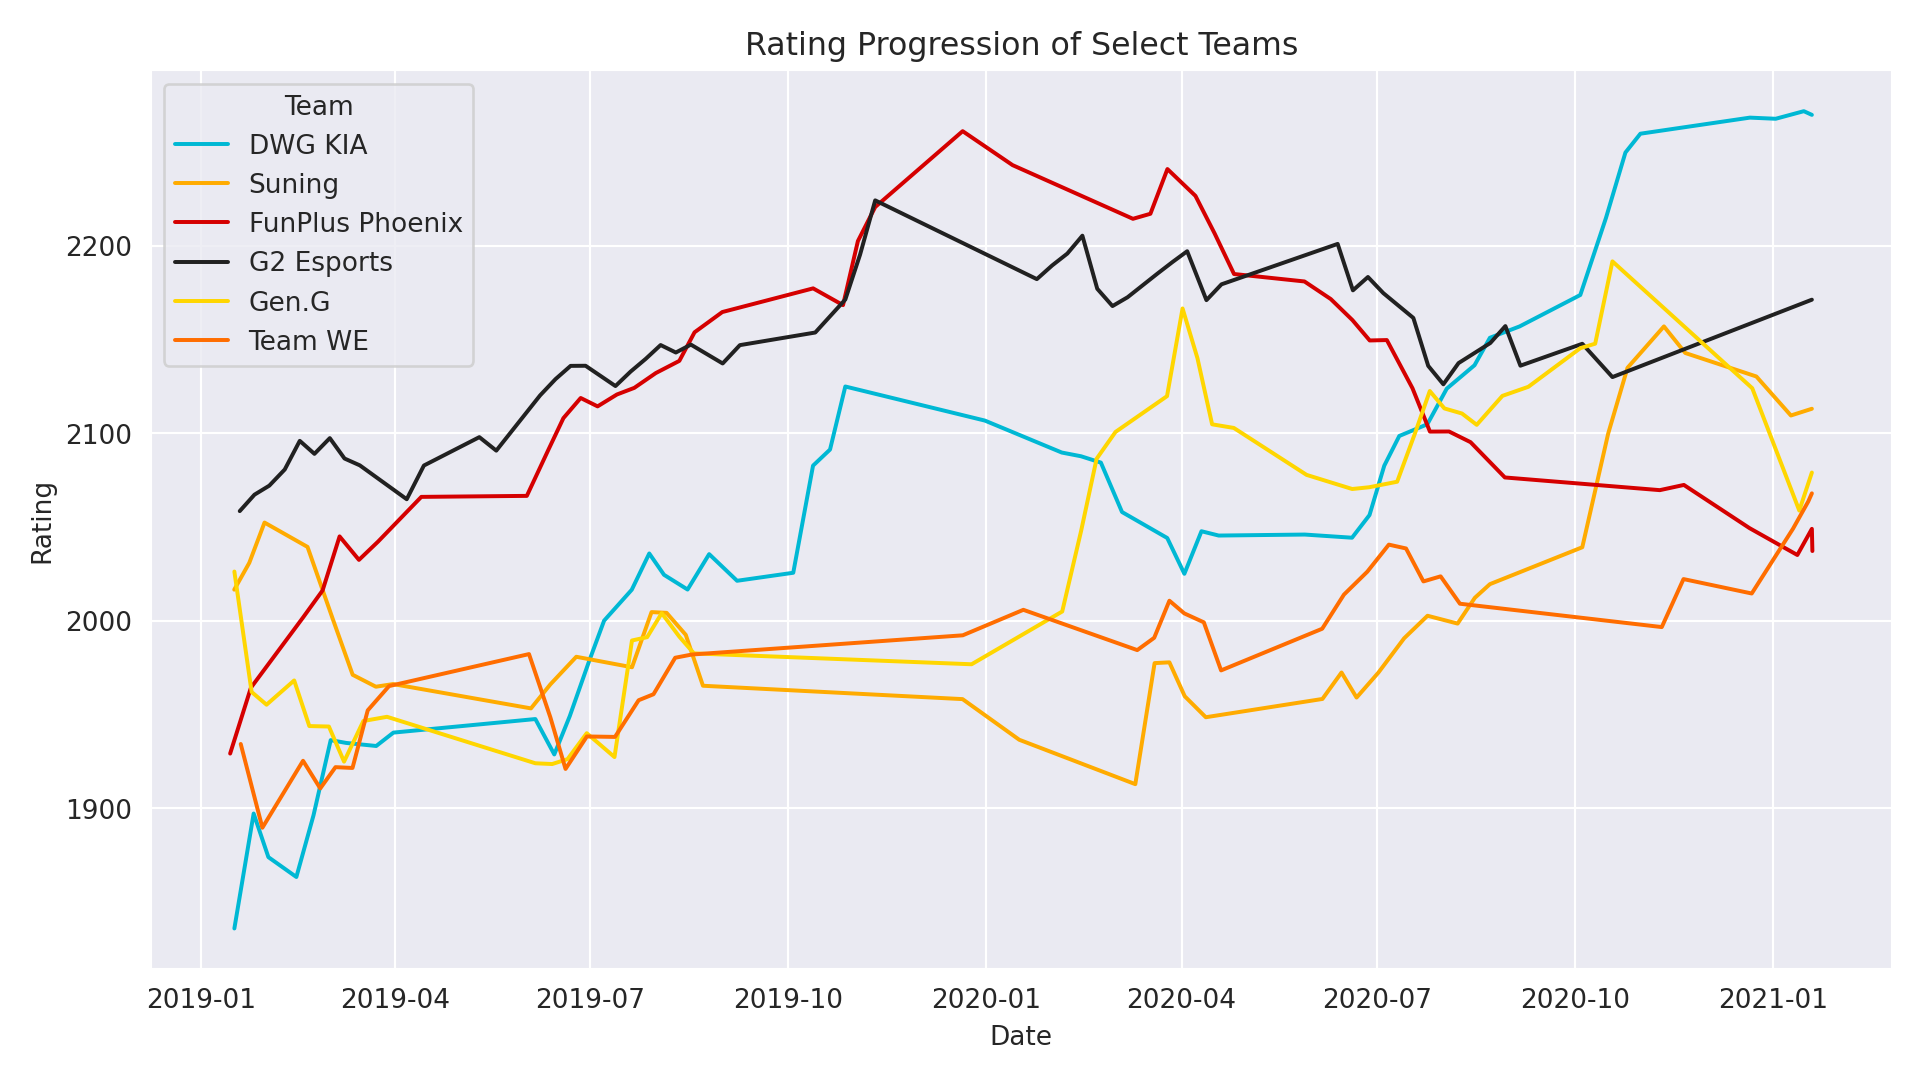 Rating Progression of Select Teams
Team
DWG KIA
Suning
FunPlus Phoenix
G2 Esports
Gen.G
Team WE
Rating
2200
2100
2000
1900
2019-01 2019-04 2019-07 2019-10 2020-01 2020-04 2020-07 2020-10 2021-01
Date